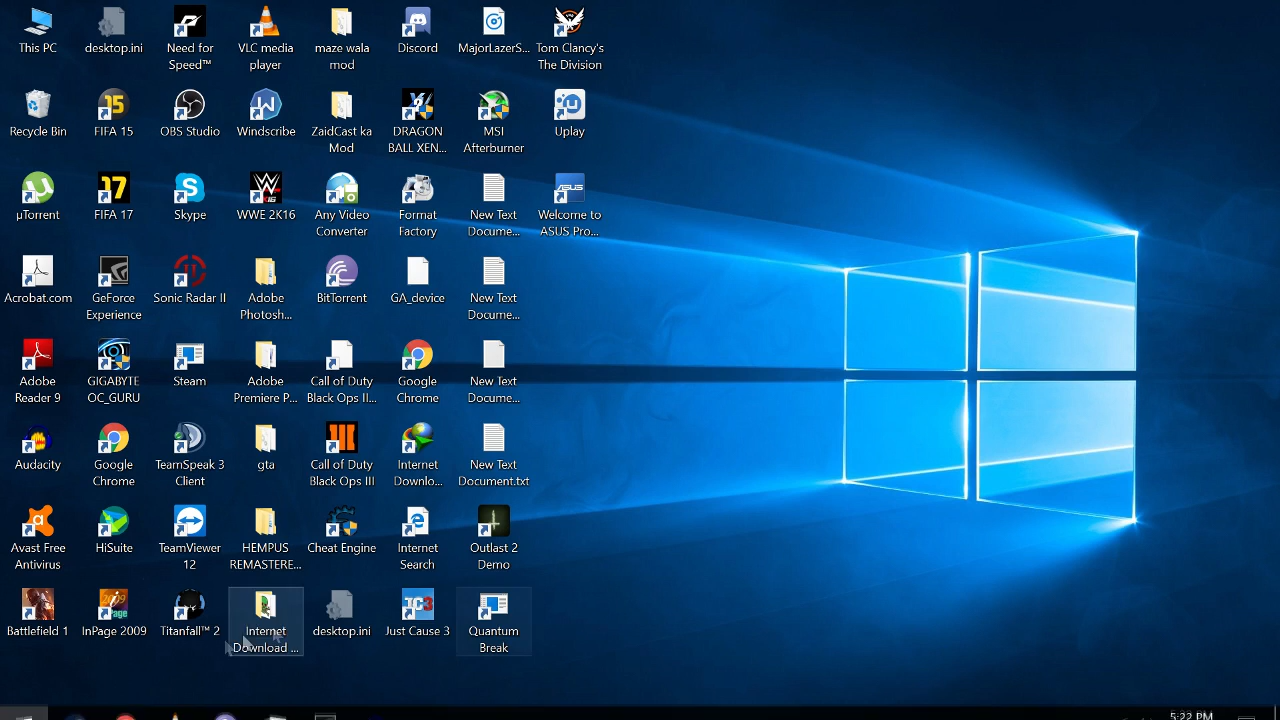 This PC
desktop.ini
Need for
Speed™
VLC media
player
maze wala
mod
Discord
MajorLazerS...
Tom Clancy's
The Division
Recycle Bin
FIFA 15
OBS Studio
Windscribe
ZaidCast ka
Mod
DRAGON
BALL XEN...
MSI
Afterburner
Uplay
µTorrent
FIFA 17
Skype
WWE 2K16
Any Video
Converter
Format
Factory
New Text
Docume...
Welcome to
ASUS Pro...
Acrobat.com
GeForce
Experience
Sonic Radar II
Adobe
Photosh...
BitTorrent
GA_device
New Text
Docume...
Adobe
Reader 9
GIGABYTE
OC_GURU
Steam
Adobe
Premiere P...
Call of Duty
Black Ops II...
Google
Chrome
New Text
Docume...
Audacity
Google
Chrome
TeamSpeak 3
Client
gta
Call of Duty
Black Ops III
Internet
Downlo...
New Text
Document.txt
Avast Free
Antivirus
HiSuite
TeamViewer
12
HEMPUS
REMASTERE...
Cheat Engine
Internet
Search
Outlast 2
Demo
Battlefield 1
InPage 2009
Titanfall™ 2
Internet
Download ...
desktop.ini
Just Cause 3
Quantum
Break
5:22 PM